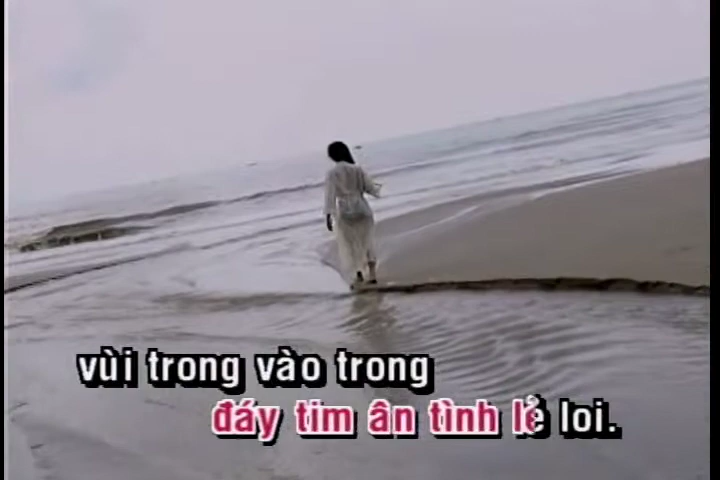 vùi trong vào trong
đáy tim ân tình lẻ loi.